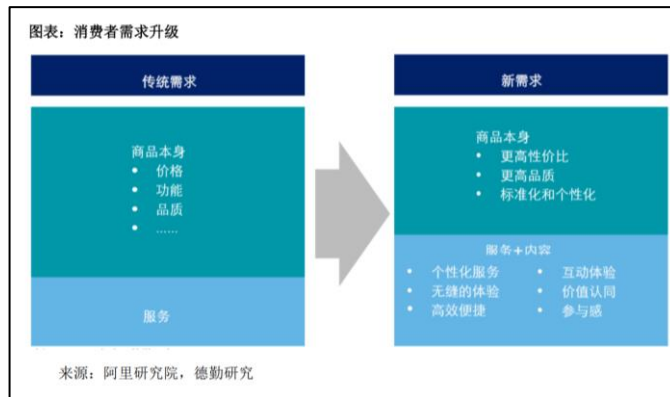 图表：消费者需求升级
传统需求
商品本身
• 价格
• 功能
• 品质
• ……
服务
新需求
商品本身
• 更高性价比
• 更高品质
• 标准化和个性化
服务+内容
• 个性化服务
• 无缝的体验
• 高效便捷
• 互动体验
• 价值认同
• 参与感
来源：阿里研究院，德勤研究